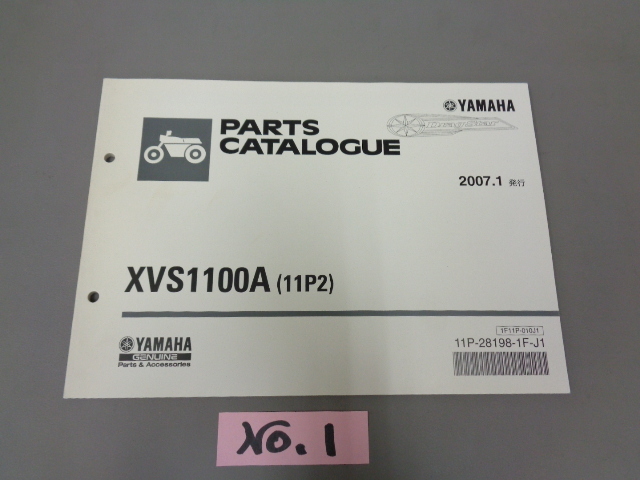 YAMAHA
PARTS
CATALOGUE
DragStar
2007.1 発行
XVS1100A (11P2)
YAMAHA
GENUINE
Parts & Accessories
1F11P-010J1
11P-28198-1F-J1
NO. 1